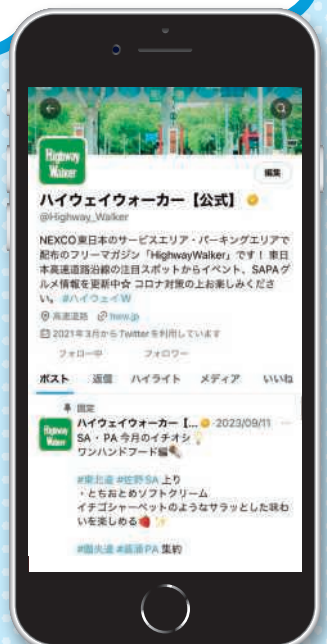 Highway
Walker
編集
ハイウェイウォーカー【公式】
@Highway_Walker
NEXCO東日本のサービスエリア・パーキングエリアで
配布のフリーマガジン「HighwayWalker」です！ 東日
本高速道路沿線の注目スポットからイベント、SAPAグ
ルメ情報を更新中☆ コロナ対策の上お楽しみくださ
い。 #ハイウェイW
高速道路 hww.jp
2021年3月からTwitterを利用しています
フォロー中 フォロワー
ポスト 返信 ハイライト メディア いいね
固定
Highway
Walker
ハイウェイウォーカー【... ·2023/09/11 ···
SA・PA 今月のイチオシ
ワンハンドフード編
#東北道 #佐野SA 上り
・とちおとめソフトクリーム
イチゴシャーベットのようなサラッとした味わ
いを楽しめる
#圏央道 #菖蒲PA 集約